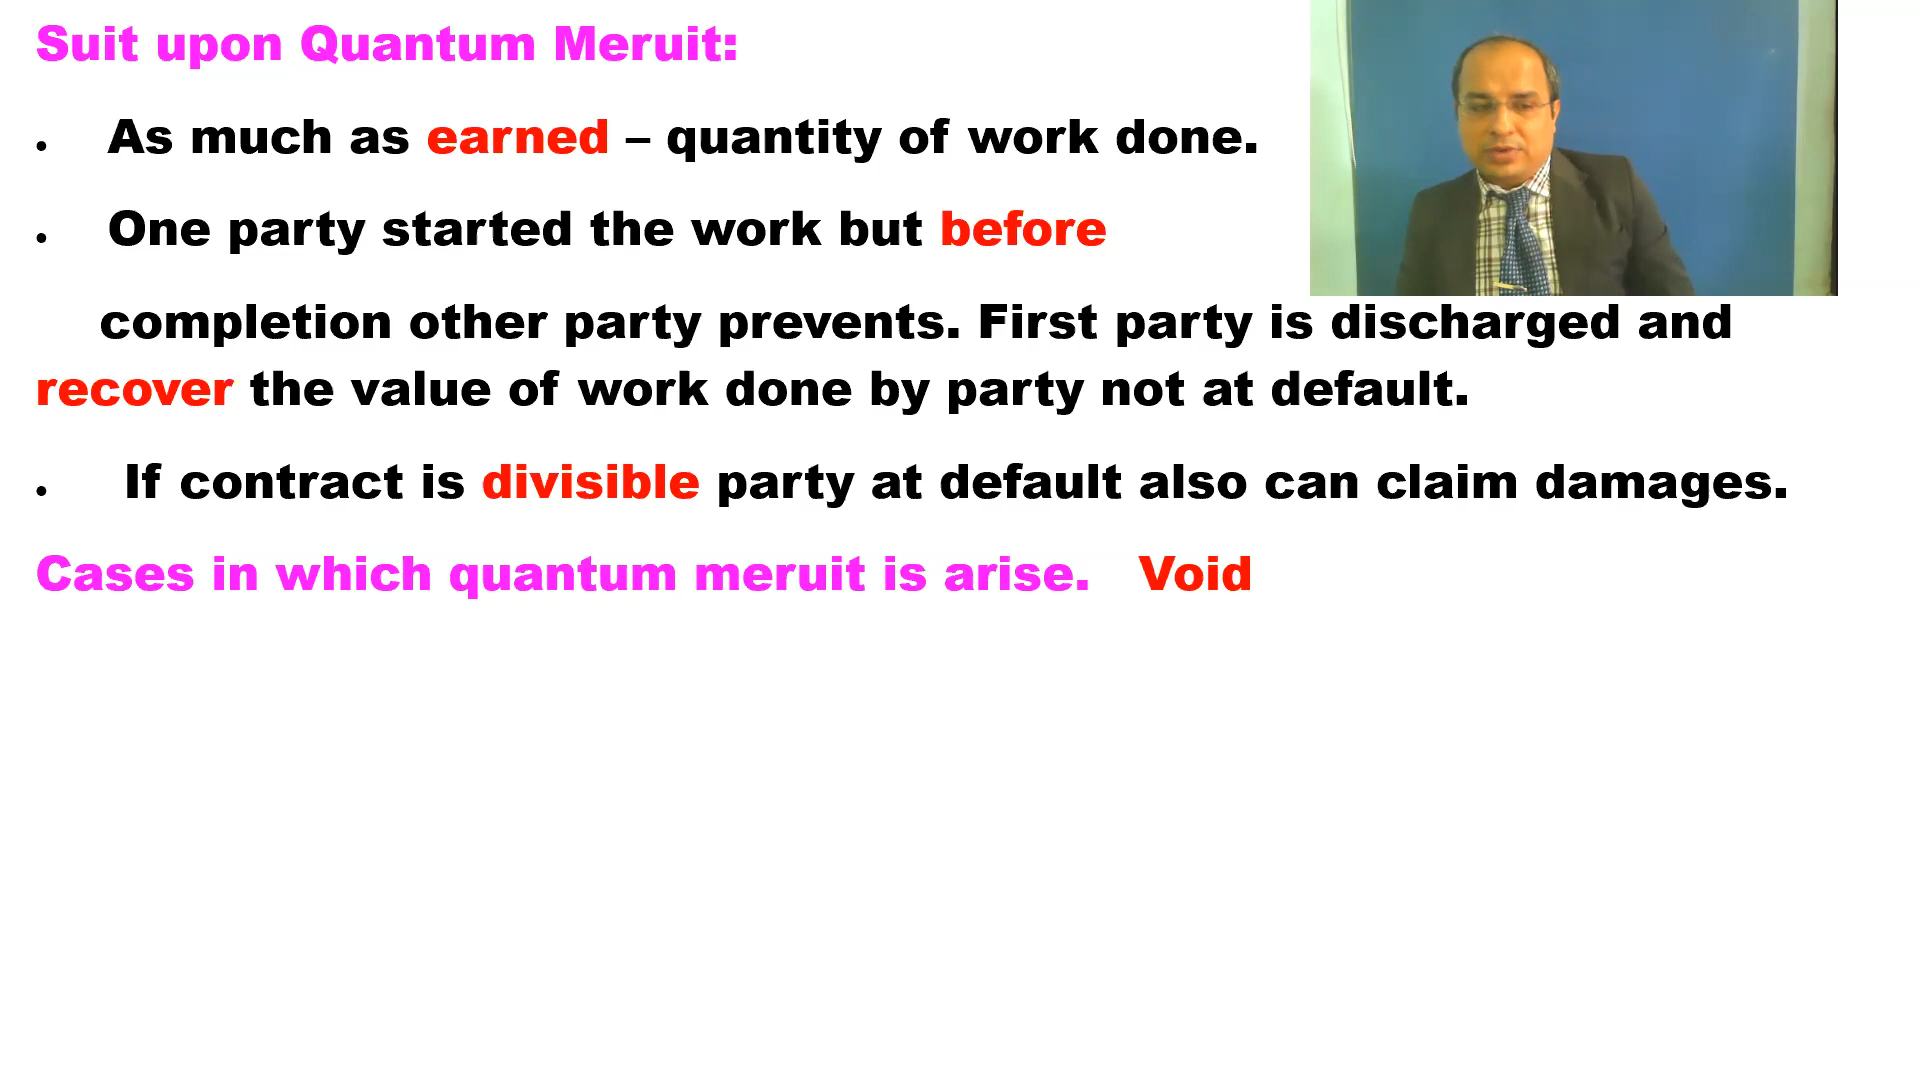 Suit upon Quantum Meruit:
• As much as earned – quantity of work done.
• One party started the work but before
completion other party prevents. First party is discharged and
recover the value of work done by party not at default.
• If contract is divisible party at default also can claim damages.
Cases in which quantum meruit is arise. Void